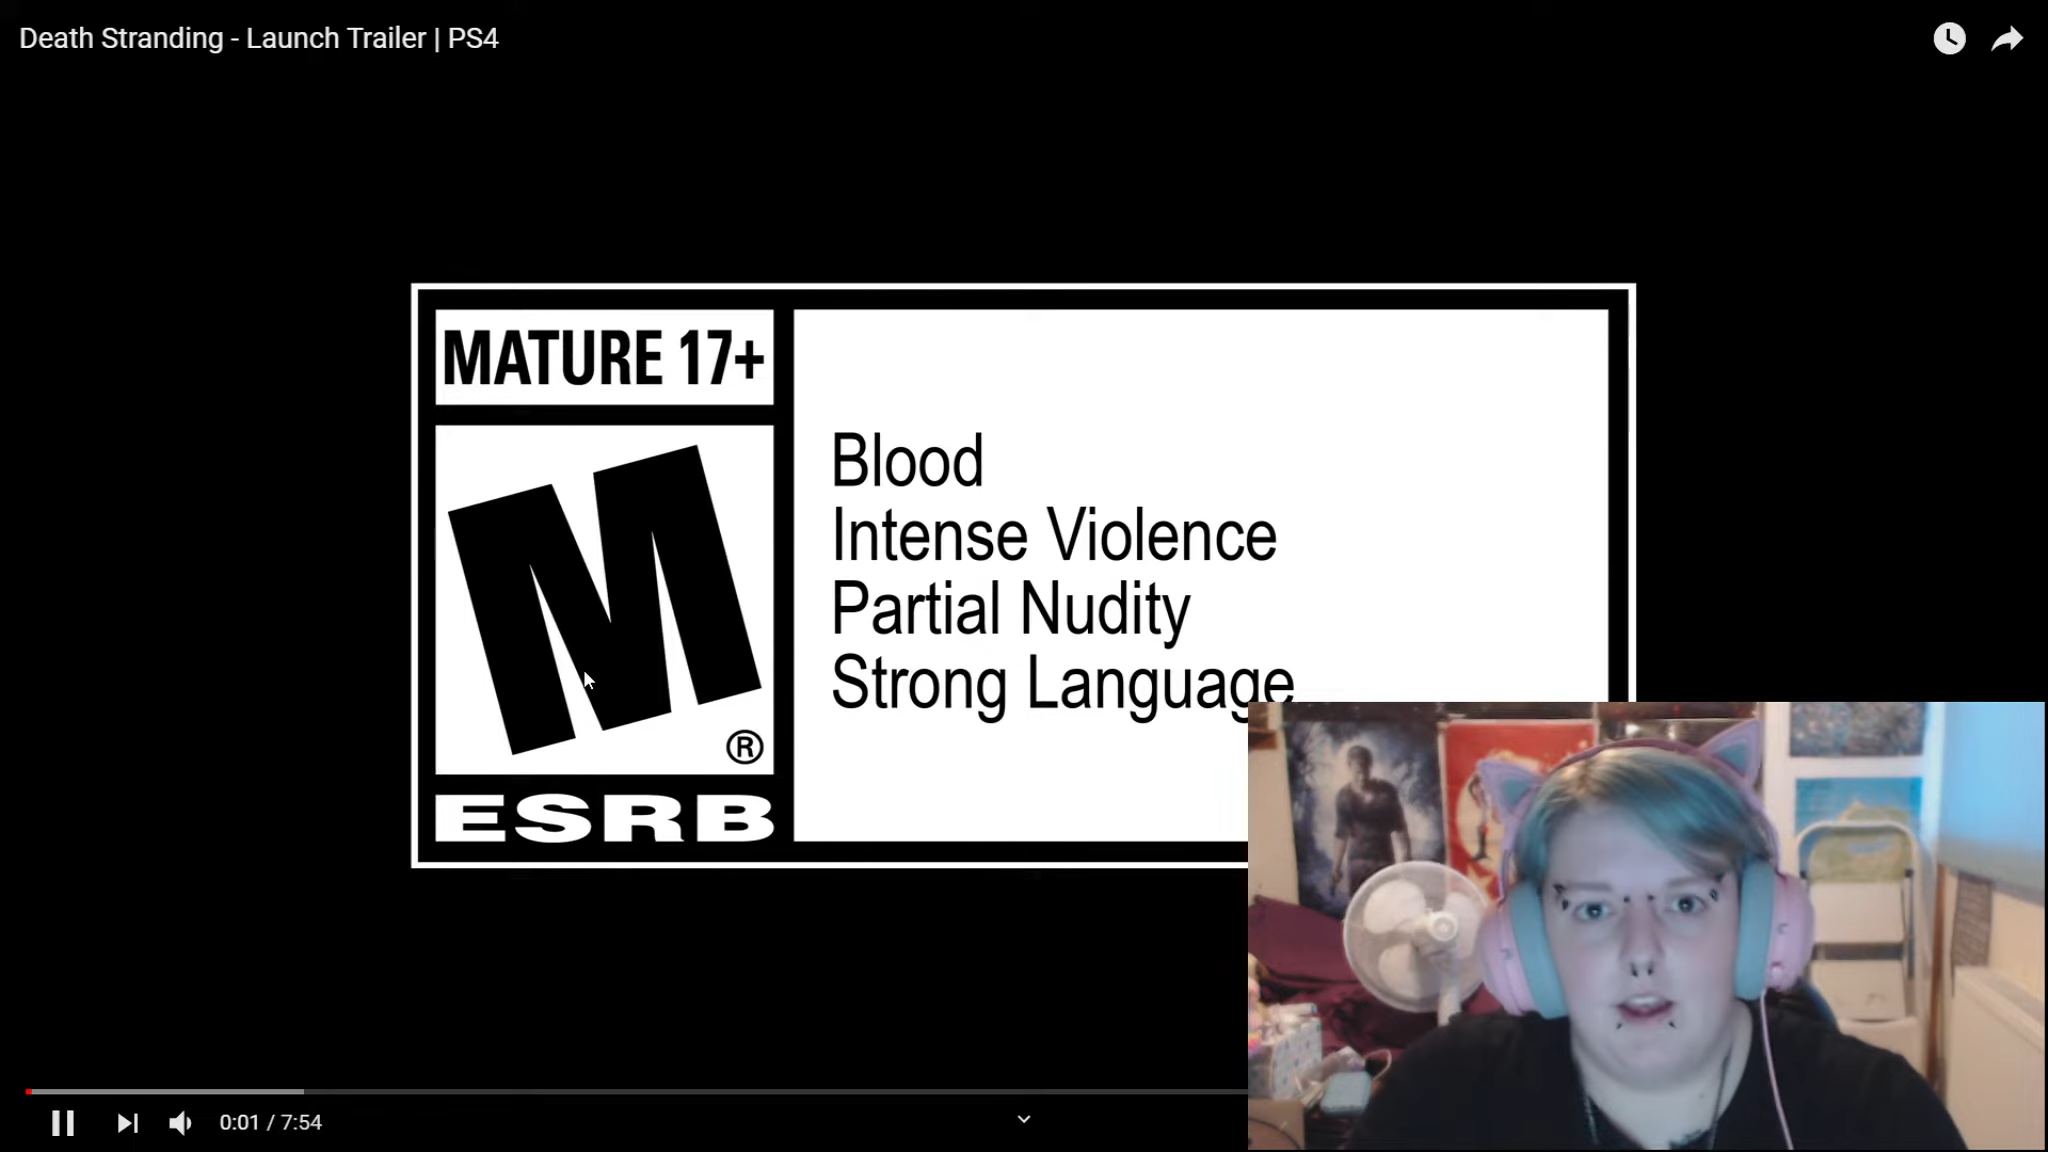 Death Stranding - Launch Trailer | PS4
MATURE 17+
M
®
ESRB
Blood
Intense Violence
Partial Nudity
Strong Language
0:01 / 7:54